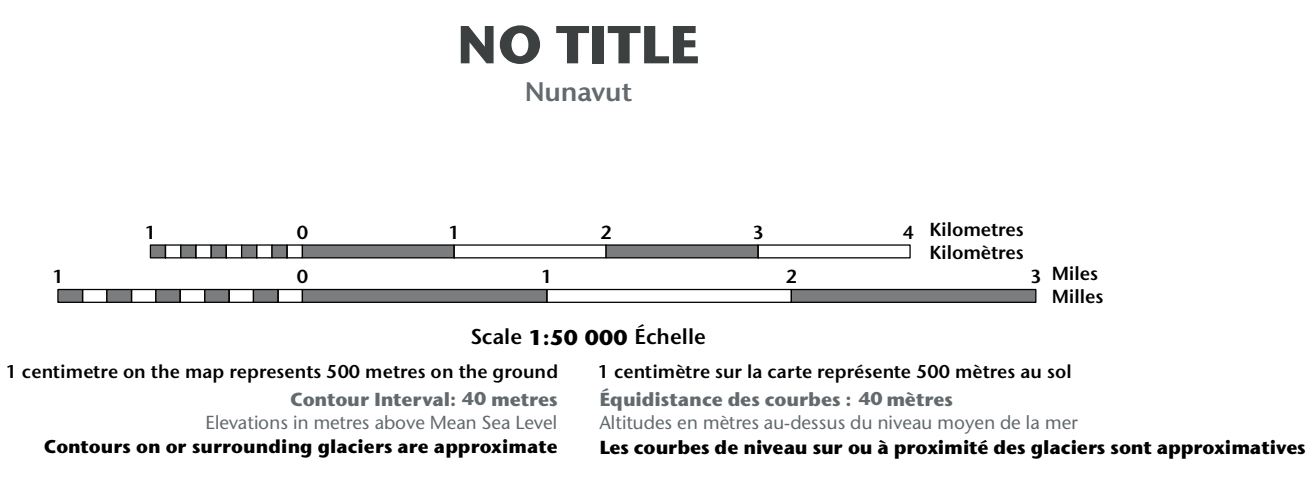 NO TITLE
Nunavut
1 0 1 2 3 4 Kilometres
Kilomètres
1 0 1 2 3 Miles
Milles
Scale 1:50 000 Échelle
1 centimetre on the map represents 500 metres on the ground
Contour Interval: 40 metres
Elevations in metres above Mean Sea Level
Contours on or surrounding glaciers are approximate
1 centimètre sur la carte représente 500 mètres au sol
Équidistance des courbes : 40 mètres
Altitudes en mètres au-dessus du niveau moyen de la mer
Les courbes de niveau sur ou à proximité des glaciers sont approximatives